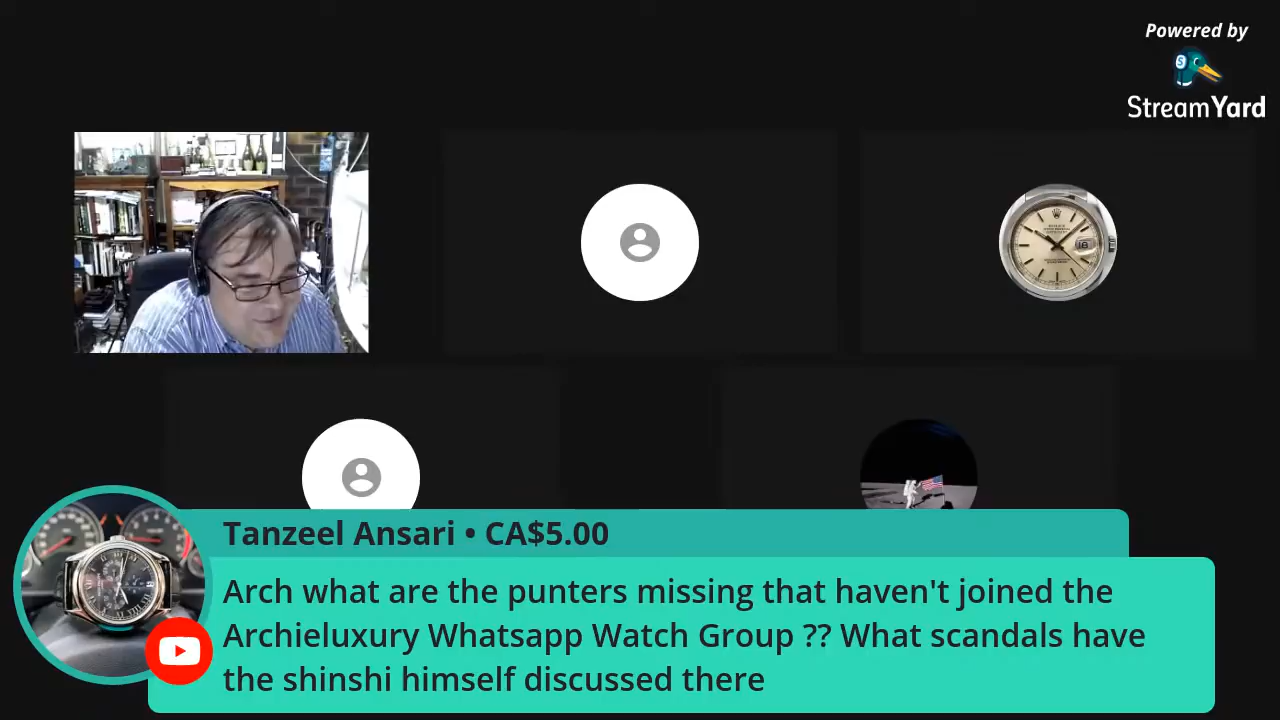 Powered by
StreamYard
Tanzeel Ansari • CA$5.00
Arch what are the punters missing that haven't joined the
Archieluxury Whatsapp Watch Group ?? What scandals have
the shinshi himself discussed there